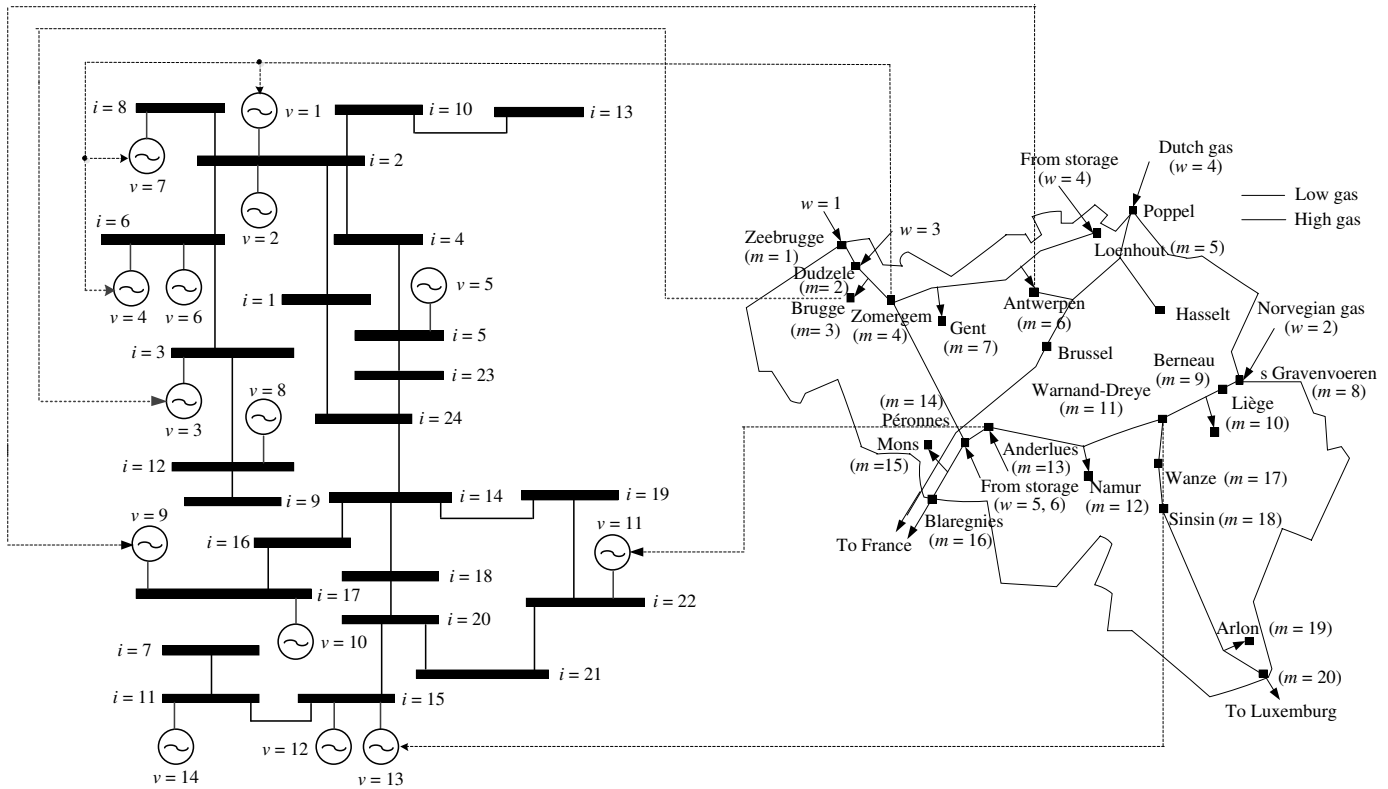 i = 8
v = 1
i = 10
i = 13
i = 2
v = 7
i = 6
v = 2
i = 4
v = 5
i = 1
v = 4
v = 6
i = 5
i = 3
i = 23
v = 8
v = 3
i = 24
i = 12
i = 9
i = 14
i = 19
v = 9
v = 11
i = 16
i = 18
i = 17
i = 22
i = 20
v = 10
i = 7
i = 21
i = 11
i = 15
v = 12
v = 14
v = 13
Dutch gas
(w = 4)
From storage
(w = 4)
Low gas
High gas
Poppel
w = 1
w = 3
Zeebrugge
(m = 1)
Loenhout (m = 5)
Dudzele
(m= 2)
Brugge
(m= 3)
Zomergem
(m = 4)
Gent
(m = 7)
Antwerpen
(m = 6)
Hasselt
Norwergian gas
(w = 2)
Brussel
Berneau
(m = 9)
s Gravenvoeren
(m = 8)
Warnand-Dreye
(m = 11)
Liège
(m = 10)
(m = 14)
Péronnes
Mons
(m=15)
Anderlues
(m =13)
From storage
(w = 5, 6)
Namur
(m = 12)
Wanze (m = 17)
Sinsin (m = 18)
Blaregnies
(m = 16)
To France
Arlon (m = 19)
(m = 20)
To Luxemburg